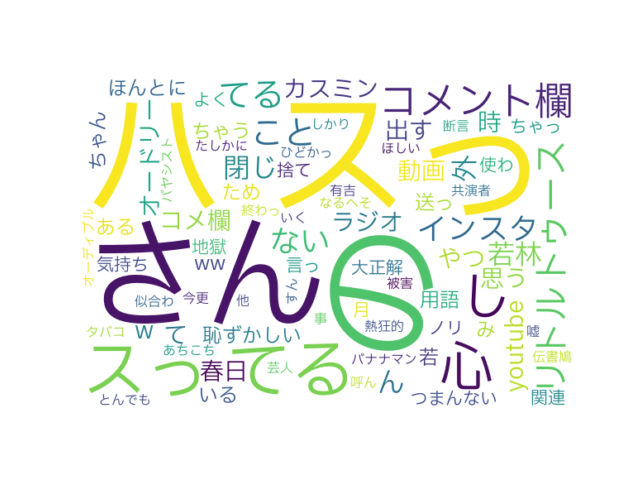 ほんとに
カスミン
よく
てる
コメント欄
ハスっ
ちゃん
オードリー
バヤシスト
ちゃう
たしかに
こと
しかり
ひどかっ
ほしい
出す
断言
時
ちゃっ
閉じ
捨て
動画
外
使わ
リトルトゥース
オーディブル
ため
有吉
なるへそ
共演者
送っ
ある
コメ欄
終わっ
いく
ラジオ
インスタ
さん
ない
の
気持ち
ww
地獄
言っ
大正解
やつ
若林
被害
し
思う
似合わ
今更
他
すん
月
用語
タバコ
w
て
恥ずかしい
事
熱狂的
ノリ
み
youtube
嘘
スっ
てる
あちこち
バナナマン
若
心
伝書鳩
春日
芸人
呼ん
ん
とんでも
いる
つまんない
関連